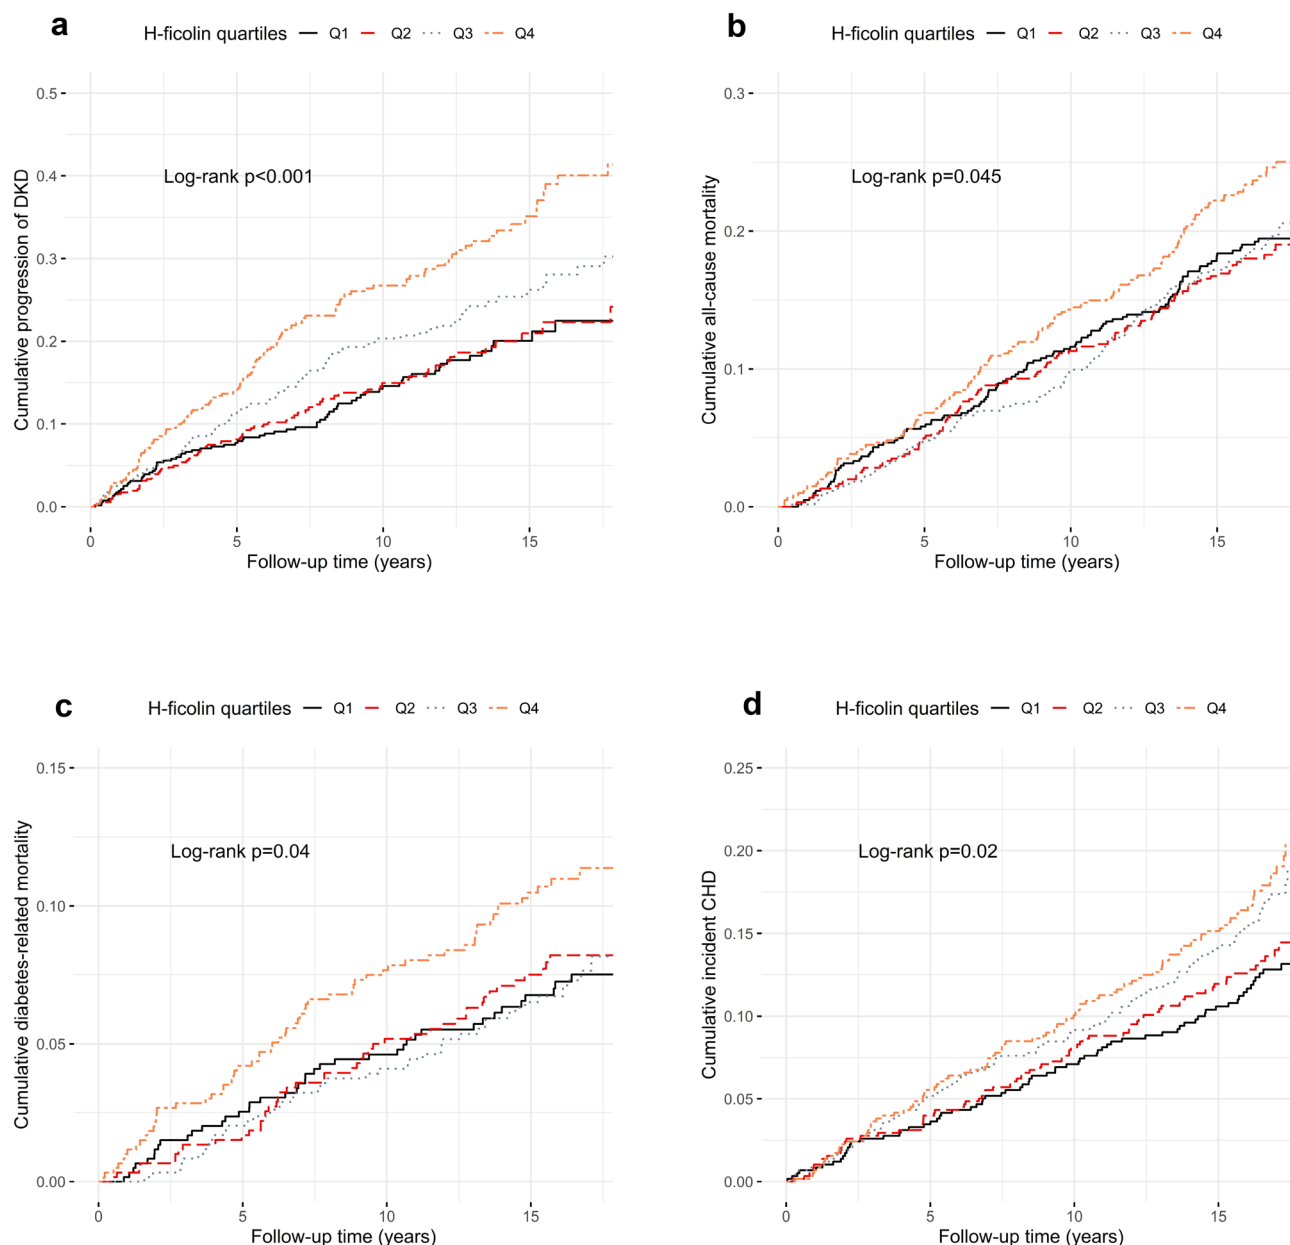 a
H-ficolin quartiles Q1 Q2 Q3 Q4
0.5
0.4
0.3
0.2
0.1
0.0
Log-rank p<0.001
Cumulative progression of DKD
0 5 10 15
Follow-up time (years)
b
H-ficolin quartiles Q1 Q2 Q3 Q4
0.3
0.2
0.1
0.0
Log-rank p=0.045
Cumulative all-cause mortality
0 5 10 15
Follow-up time (years)
c
H-ficolin quartiles Q1 Q2 Q3 Q4
0.15
0.10
0.05
0.00
Log-rank p=0.04
Cumulative diabetes-related mortality
0 5 10 15
Follow-up time (years)
d
H-ficolin quartiles Q1 Q2 Q3 Q4
0.25
0.20
0.15
0.10
0.05
0.00
Log-rank p=0.02
Cumulative incident CHD
0 5 10 15
Follow-up time (years)